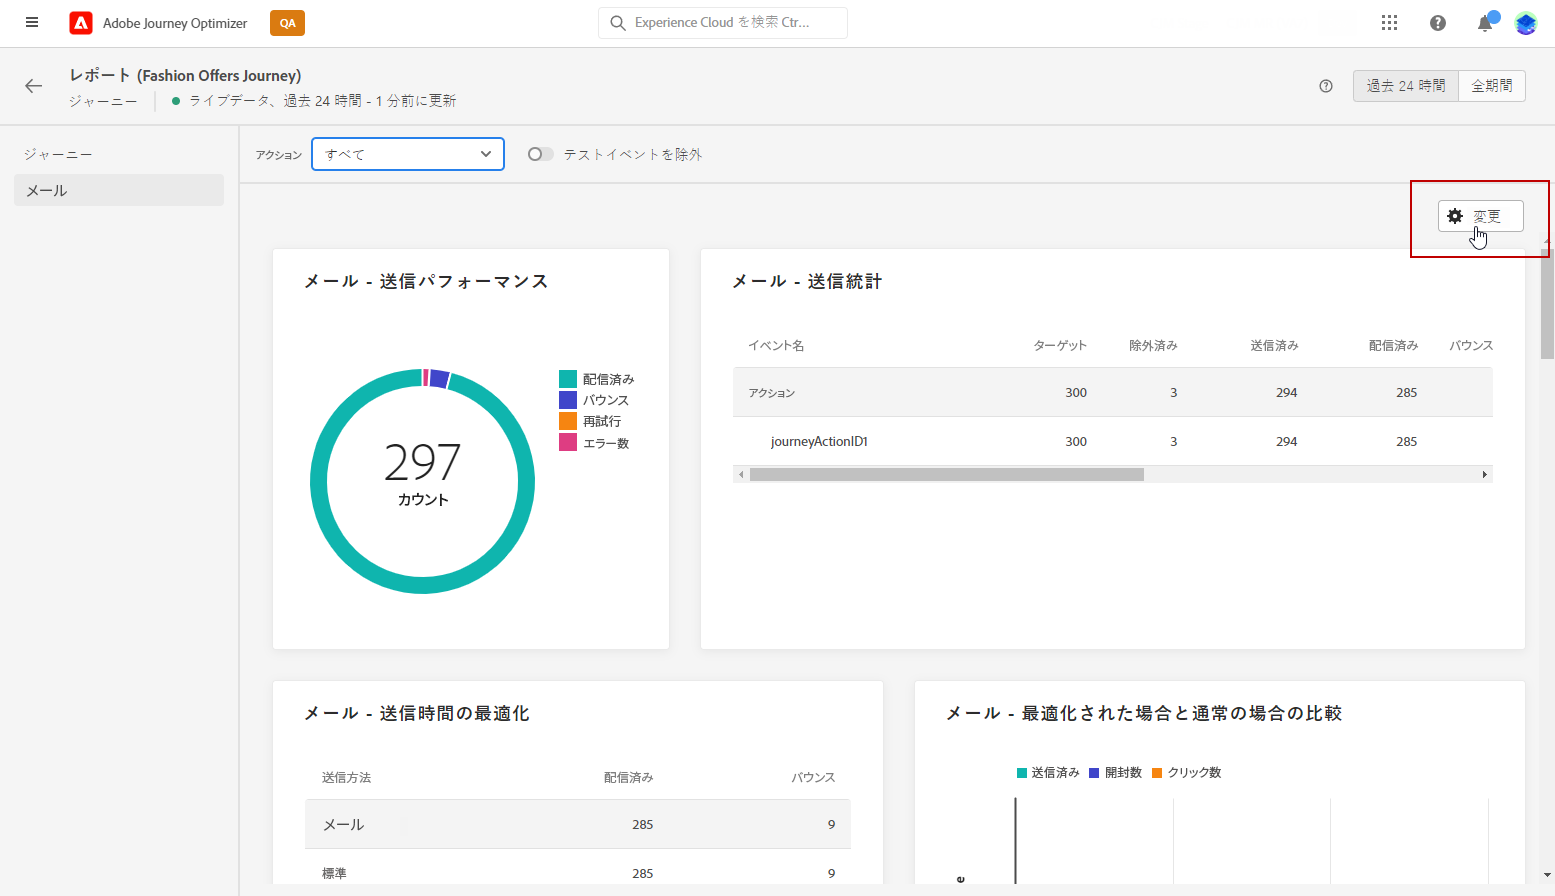 Adobe Journey Optimizer
QA
Experience Cloud を検索 Ctr...
レポート (Fashion Offers Journey)
ジャーニー
ライブデータ、過去 24 時間 - 1 分前に更新
過去 24 時間
全期間
ジャーニー
メール
アクション
すべて
テストイベントを除外
変更
メール - 送信パフォーマンス
297
カウント
配信済み
バウンス
再試行
エラー数
メール - 送信統計
イベント名 ターゲット 除外済み 送信済み 配信済み バウンス
アクション 300 3 294 285
journeyActionID1 300 3 294 285
メール - 送信時間の最適化
送信方法 配信済み バウンス
メール 285 9
標準 285 9
メール - 最適化された場合と通常の場合の比較
送信済み 開封数 クリック数
e